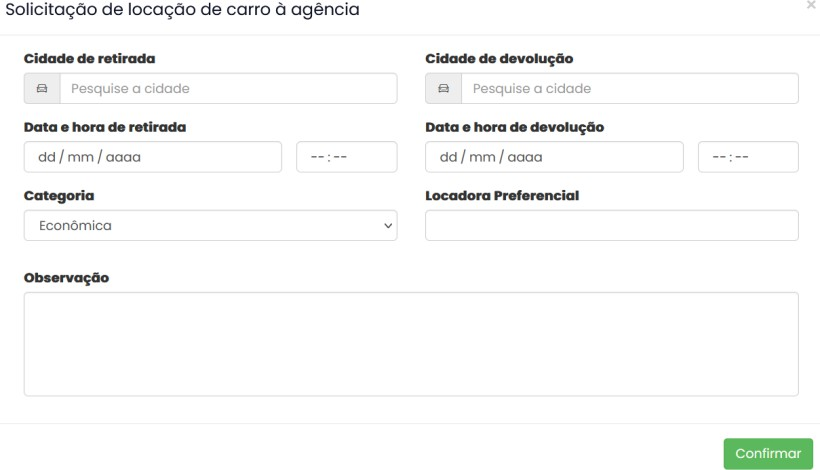 Solicitação de locação de carro à agência
×
Cidade de retirada
Cidade de devolução
Pesquise a cidade
Pesquise a cidade
Data e hora de retirada
Data e hora de devolução
dd / mm / aaaa
-- : --
dd / mm / aaaa
-- : --
Categoria
Locadora Preferencial
Econômica
Observação
Confirmar